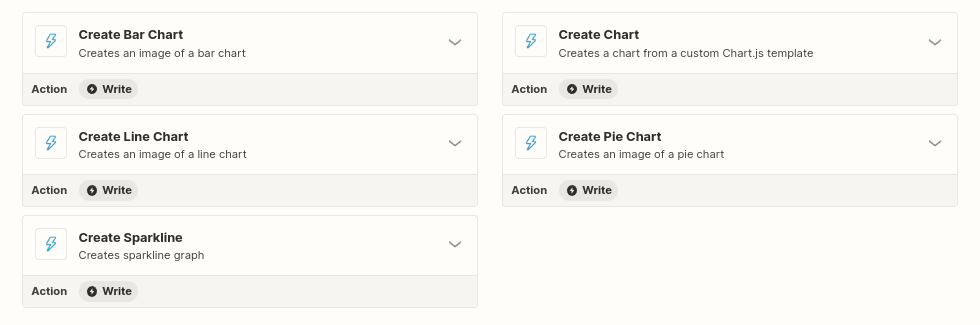 Create Bar Chart
Creates an image of a bar chart
Action Write
Create Chart
Creates a chart from a custom Chart.js template
Action Write
Create Line Chart
Creates an image of a line chart
Action Write
Create Pie Chart
Creates an image of a pie chart
Action Write
Create Sparkline
Creates sparkline graph
Action Write